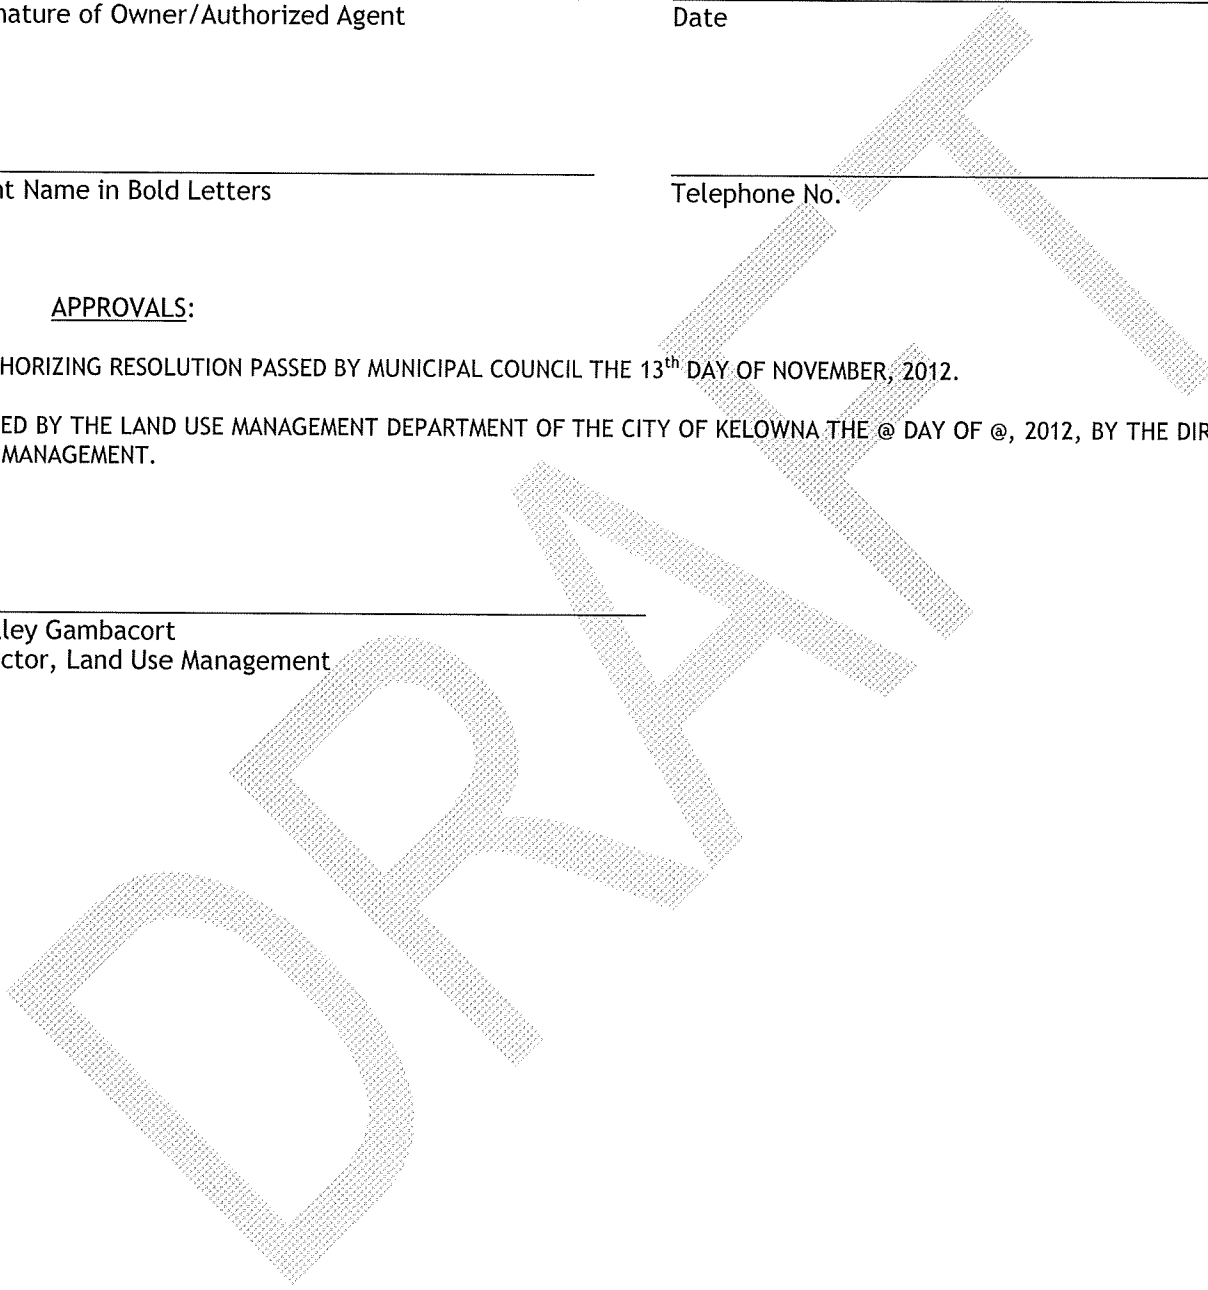 nature of Owner/Authorized Agent
Date
nt Name in Bold Letters
Telephone No.
APPROVALS:
HORIZING RESOLUTION PASSED BY MUNICIPAL COUNCIL THE 13th DAY OF NOVEMBER, 2012.
ED BY THE LAND USE MANAGEMENT DEPARTMENT OF THE CITY OF KELOWNA THE @ DAY OF @, 2012, BY THE DIR
MANAGEMENT.
ley Gambacort
ctor, Land Use Management
DRAFT